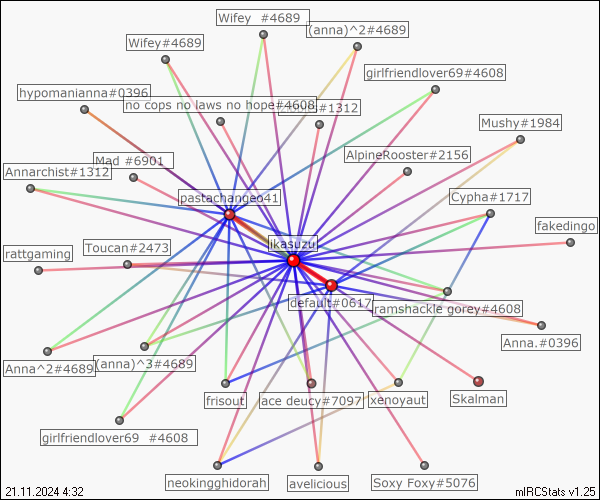 Wifey  #4689
Wifey#4689
(anna)^2#4689
girlfriendlover69#4608
hypomanianna#0396
no cops no laws no hope#4608
#1312
Mushy#1984
AlpineRooster#2156
Mad #6901
Annarchist#1312
pastachangeo41
Cypha#1717
ikasuzu
fakedingo
Toucan#2473
rattgaming
default#0617
ramshackle gorey#4608
Anna.#0396
Anna^2#4689
(anna)^3#4689
frisout
ace deucy#7097
xenoyaut
Skalman
girlfriendlover69  #4608
neokingghidorah
avelicious
Soxy Foxy#5076
21.11.2024 4:32
mIRCStats v1.25